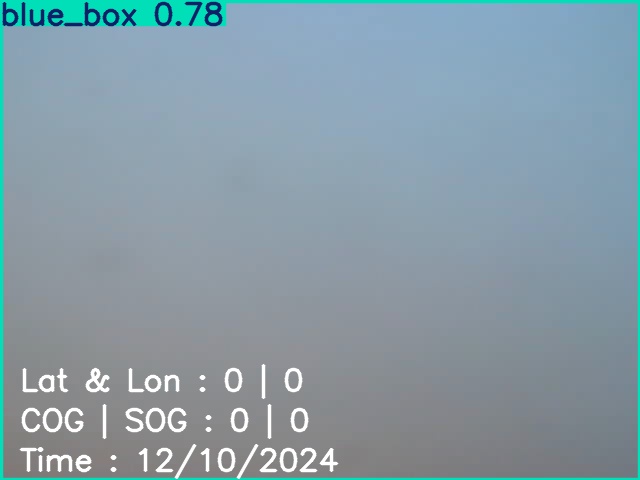 blue_box 0.78
Lat & Lon : 0 | 0
COG | SOG : 0 | 0
Time : 12/10/2024